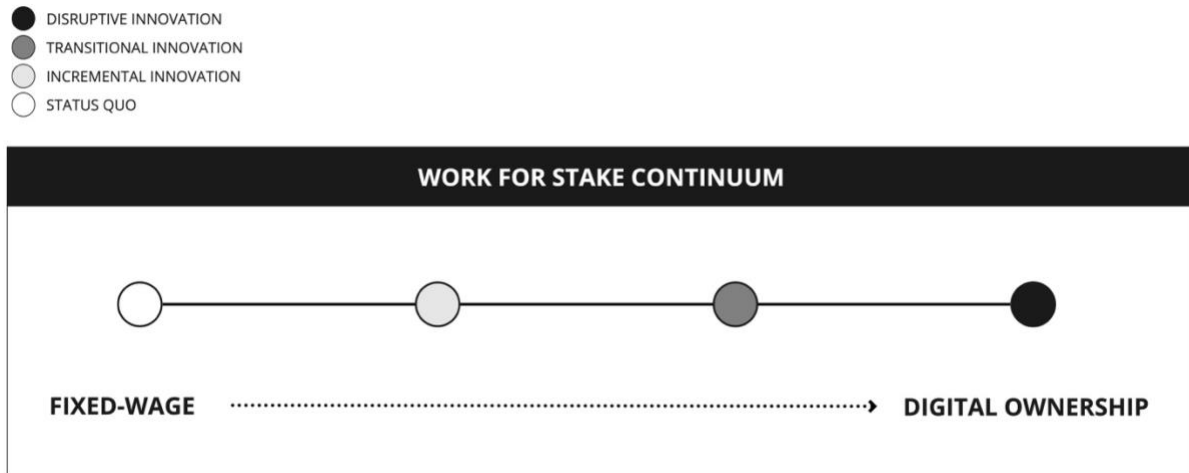 DISRUPTIVE INNOVATION
TRANSITIONAL INNOVATION
INCREMENTAL INNOVATION
STATUS QUO
WORK FOR STAKE CONTINUUM
FIXED-WAGE
DIGITAL OWNERSHIP